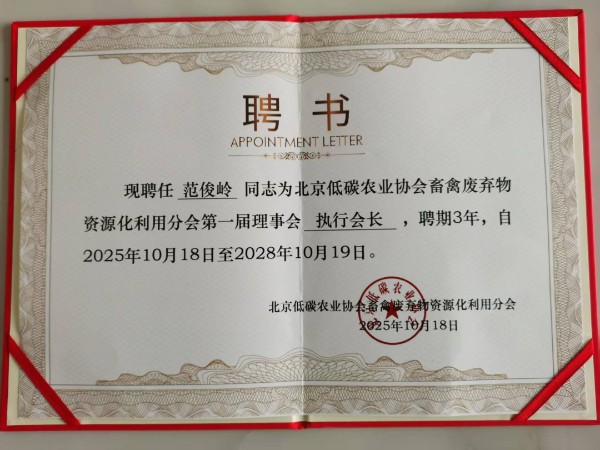 聘书
APPOINTMENT LETTER
现聘任 范俊岭 同志为北京低碳农业协会畜禽废弃物
资源化利用分会第一届理事会 执行会长 ，聘期3年，自
2025年10月18日至2028年10月19日。
北京低碳农业协会畜禽废弃物资源化利用分会
2025年10月18日